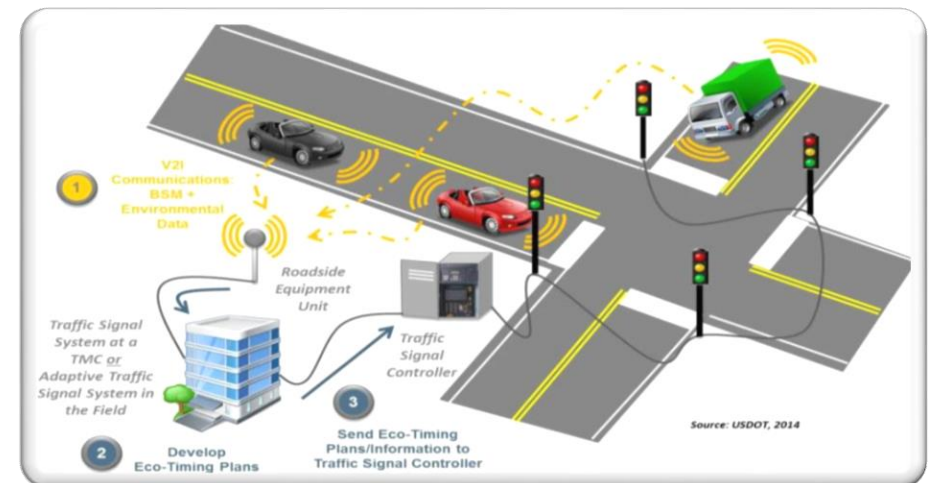 1
V2I
Communications:
BSM +
Environmental
Data
Roadside
Equipment
Unit
Traffic Signal
System at a
TMC or
Adaptive Traffic
Signal System in
the Field
Traffic
Signal
Controller
2
Develop
Eco-Timing Plans
3
Send Eco-Timing
Plans/Information to
Traffic Signal Controller
Source: USDOT, 2014